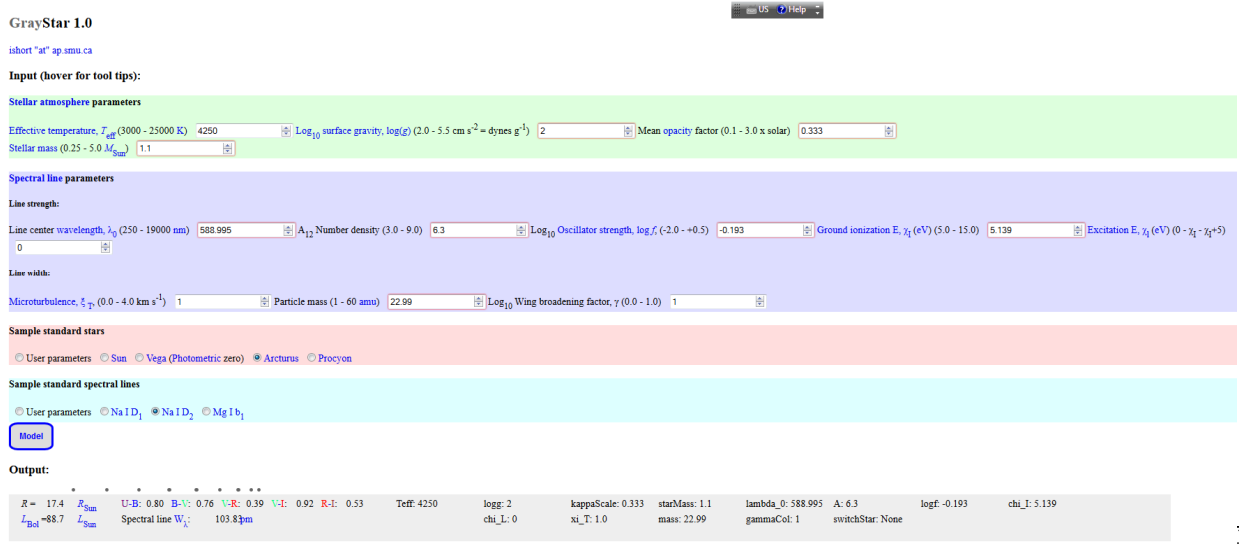 US Help
GrayStar 1.0
ishort "at" ap.smu.ca
Input (hover for tool tips):
Stellar atmosphere parameters
Effective temperature, Teff (3000 - 25000 K) 4250 Log10 surface gravity, log(g) (2.0 - 5.5 cm s-2 = dynes g-1) 2 Mean opacity factor (0.1 - 3.0 x solar) 0.333
Stellar mass (0.25 - 5.0 MSun) 1.1
Spectral line parameters
Line strength:
Line center wavelength, λ0 (250 - 19000 nm) 588.995 A12 Number density (3.0 - 9.0) 6.3 Log10 Oscillator strength, log f, (-2.0 - +0.5) -0.193 Ground ionization E, χI (eV) (5.0 - 15.0) 5.139 Excitation E, χl (eV) (0 - χI - χI+5)
0
Line width:
Microturbulence, ξT, (0.0 - 4.0 km s-1) 1 Particle mass (1 - 60 amu) 22.99 Log10 Wing broadening factor, γ (0.0 - 1.0) 1
Sample standard stars
User parameters Sun Vega (Photometric zero) Arcturus Procyon
Sample standard spectral lines
User parameters Na I D1 Na I D2 Mg I b1
Model
Output:
R = 17.4 RSun U-B: 0.80 B-V: 0.76 V-R: 0.39 V-I: 0.92 R-I: 0.53 Teff: 4250 logg: 2 kappaScale: 0.333 starMass: 1.1 lambda_0: 588.995 A: 6.3 logf: -0.193 chi_I: 5.139
LBol =88.7 LSun Spectral line Wλ: 103.83pm chi_L: 0 xi_T: 1.0 mass: 22.99 gammaCol: 1 switchStar: None